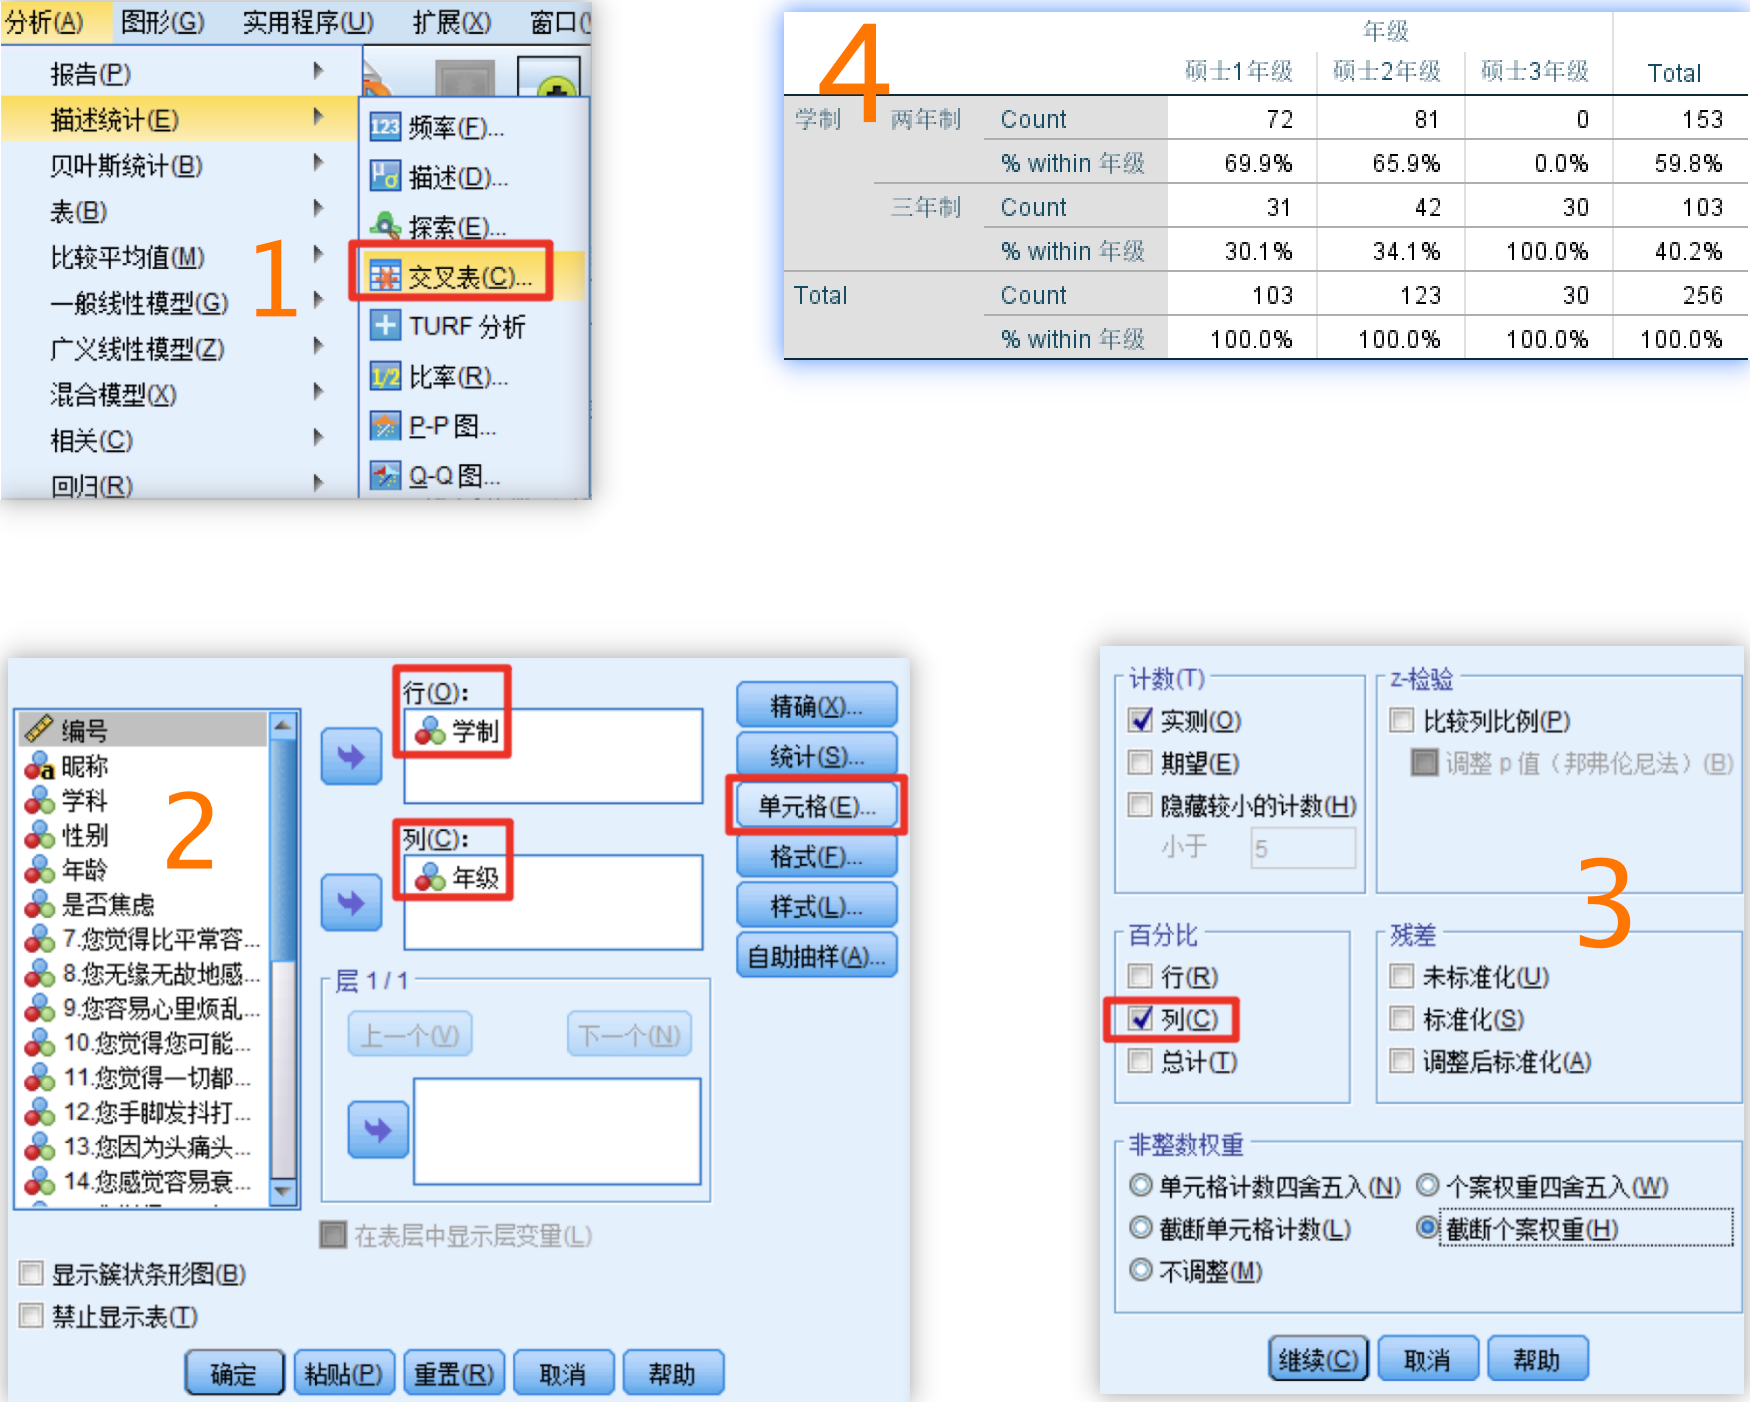 分析(A) 图形(G) 实用程序(U) 扩展(X) 窗口(
报告(P)
描述统计(E)
贝叶斯统计(B)
表(B)
比较平均值(M)
一般线性模型(G)
广义线性模型(Z)
混合模型(X)
相关(C)
回归(R)
1
频率(F)...
描述(D)...
探索(E)...
交叉表(C)...
TURF 分析
比率(R)...
P-P 图...
Q-Q 图...
4
年级
硕士1年级 硕士2年级 硕士3年级 Total
学制 两年制 Count 72 81 0 153
% within 年级 69.9% 65.9% 0.0% 59.8%
三年制 Count 31 42 30 103
% within 年级 30.1% 34.1% 100.0% 40.2%
Total Count 103 123 30 256
% within 年级 100.0% 100.0% 100.0% 100.0%
2
编号
昵称
学科
性别
年龄
是否焦虑
7.您觉得比平常容...
8.您无缘无故地感...
9.您容易心里烦乱...
10.您觉得您可能...
11.您觉得一切都...
12.您手脚发抖打...
13.您因为头痛头...
14.您感觉容易衰...
行(O):
学制
列(C):
年级
层 1 / 1
上一个(V) 下一个(N)
在表层中显示层变量(L)
精确(X)...
统计(S)...
单元格(E)...
格式(F)...
样式(L)...
自助抽样(A)...
显示簇状条形图(B)
禁止显示表(T)
确定 粘贴(P) 重置(R) 取消 帮助
3
计数(T)
实测(O)
期望(E)
隐藏较小的计数(H)
小于 5
z-检验
比较列比例(P)
调整 p 值（邦弗伦尼法）(B)
百分比
行(R)
列(C)
总计(T)
残差
未标准化(U)
标准化(S)
调整后标准化(A)
非整数权重
单元格计数四舍五入(N) 个案权重四舍五入(W)
截断单元格计数(L) 截断个案权重(H)
不调整(M)
继续(C) 取消 帮助